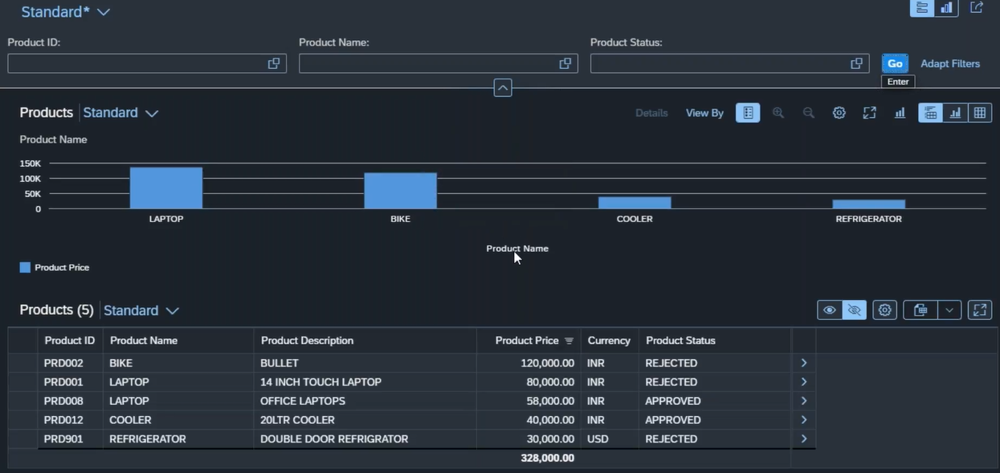 Standard*
Product ID: Product Name: Product Status:
Go Adapt Filters
Enter
Products Standard Details View By
Product Name
150K
100K
50K
0
LAPTOP BIKE COOLER REFRIGERATOR
Product Name
Product Price
Products (5) Standard
Product ID Product Name Product Description Product Price Currency Product Status
PRD002 BIKE BULLET 120,000.00 INR REJECTED
PRD001 LAPTOP 14 INCH TOUCH LAPTOP 80,000.00 INR REJECTED
PRD008 LAPTOP OFFICE LAPTOPS 58,000.00 INR APPROVED
PRD012 COOLER 20LTR COOLER 40,000.00 INR APPROVED
PRD901 REFRIGERATOR DOUBLE DOOR REFRIGRATOR 30,000.00 USD REJECTED
328,000.00